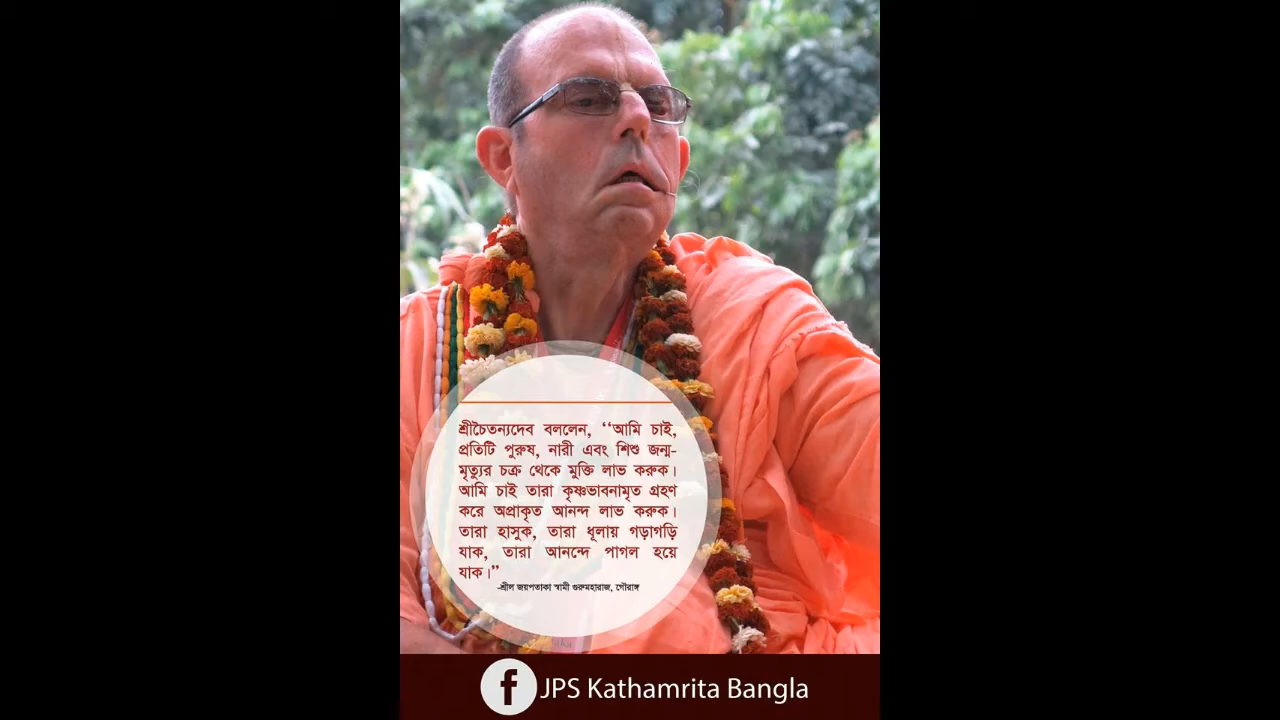 শ্রীচৈতন্যদেব বললেন, ‘‘আমি চাই,
প্রতিটি পুরুষ, নারী এবং শিশু জন্ম-
মৃত্যুর চক্র থেকে মুক্তি লাভ করুক।
আমি চাই তারা কৃষ্ণভাবনামৃত গ্রহণ
করে অপ্রাকৃত আনন্দ লাভ করুক।
তারা হাসুক, তারা ধূলায় গড়াগড়ি
যাক, তারা আনন্দে পাগল হয়ে
যাক।”
-শ্রীল জয়পতাকা স্বামী গুরুমহারাজ, গৌরাঙ্গ
f JPS Kathamrita Bangla